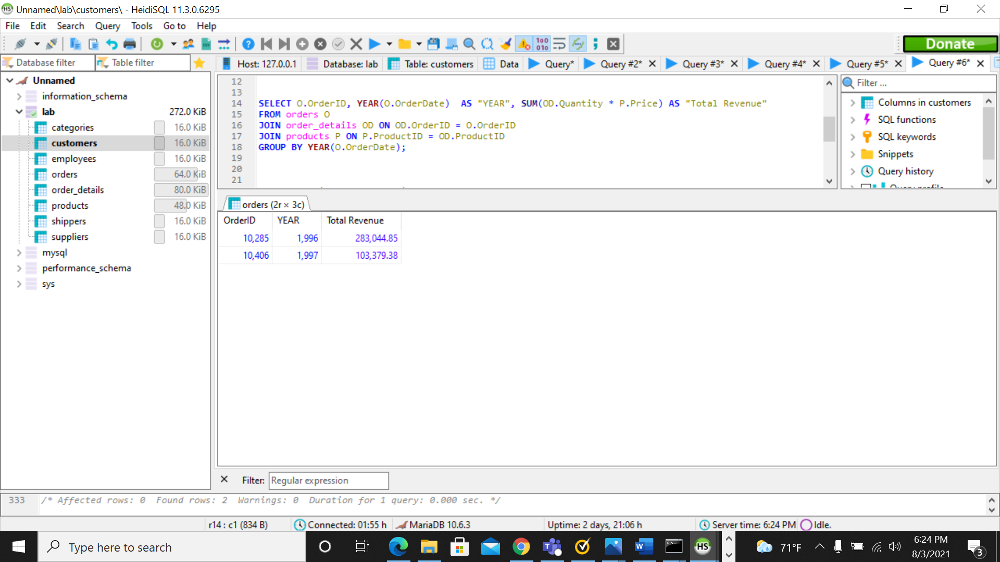 Unnamed\lab\customers\ - HeidiSQL 11.3.0.6295
File Edit Search Query Tools Go to Help
Donate
Database filter Table filter
Host: 127.0.0.1 Database: lab Table: customers Data Query* Query #2* Query #3* Query #4* Query #5* Query #6*
Unnamed
information_schema
lab 272.0 KiB
categories 16.0 KiB
customers 16.0 KiB
employees 16.0 KiB
orders 64.0 KiB
order_details 80.0 KiB
products 48.0 KiB
shippers 16.0 KiB
suppliers 16.0 KiB
mysql
performance_schema
sys
12
13
14 SELECT O.OrderID, YEAR(O.OrderDate)  AS "YEAR", SUM(OD.Quantity * P.Price) AS "Total Revenue"
15 FROM orders O
16 JOIN order_details OD ON OD.OrderID = O.OrderID
17 JOIN products P ON P.ProductID = OD.ProductID
18 GROUP BY YEAR(O.OrderDate);
19
20
21
Filter ...
Columns in customers
SQL functions
SQL keywords
Snippets
Query history
orders (2r × 3c)
OrderID YEAR Total Revenue
10,285 1,996 283,044.85
10,406 1,997 103,379.38
Filter: Regular expression
333 /* Affected rows: 0  Found rows: 2  Warnings: 0  Duration for 1 query: 0.000 sec. */
r14 : c1 (834 B) Connected: 01:55 h MariaDB 10.6.3 Uptime: 2 days, 21:06 h Server time: 6:24 PM Idle.
Type here to search
71°F
6:24 PM
8/3/2021
3